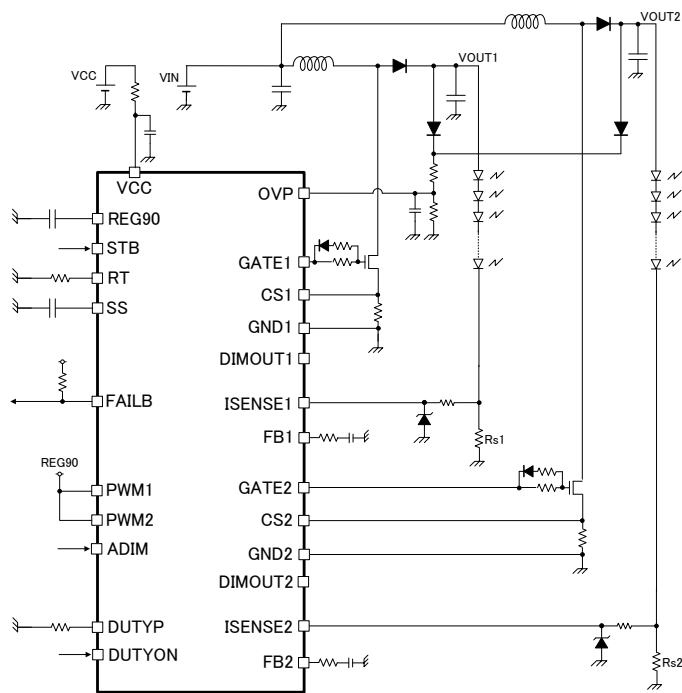 VOUT2
VOUT1
VCC
VIN
VCC
OVP
REG90
STB
GATE1
RT
CS1
SS
GND1
DIMOUT1
FAILB
ISENSE1
FB1
Rs1
REG90
PWM1
GATE2
PWM2
CS2
ADIM
GND2
DIMOUT2
DUTYP
ISENSE2
DUTYON
FB2
Rs2